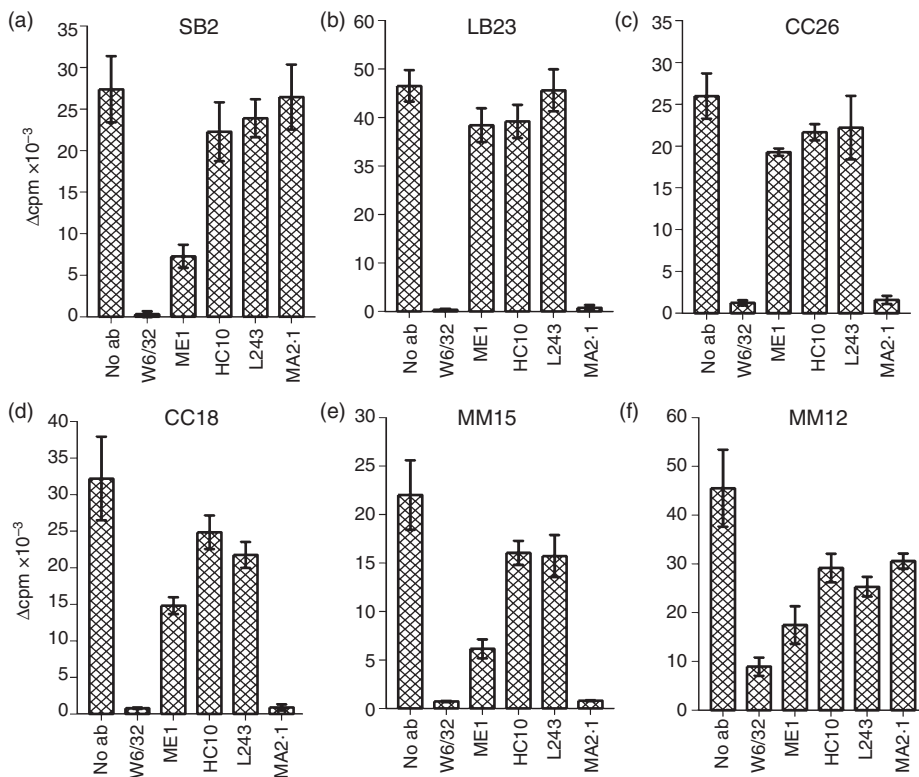 (a)
SB2
35
30
25
20
15
10
5
0
Δcpm ×10⁻³
No ab
W6/32
ME1
HC10
L243
MA2·1
(b)
LB23
60
50
40
30
20
10
0
No ab
W6/32
ME1
HC10
L243
MA2·1
(c)
CC26
35
30
25
20
15
10
5
0
No ab
W6/32
ME1
HC10
L243
MA2·1
(d)
CC18
40
35
30
25
20
15
10
5
0
Δcpm ×10⁻³
No ab
W6/32
ME1
HC10
L243
MA2·1
(e)
MM15
30
25
20
15
10
5
0
No ab
W6/32
ME1
HC10
L243
MA2·1
(f)
MM12
60
50
40
30
20
10
0
No ab
W6/32
ME1
HC10
L243
MA2·1